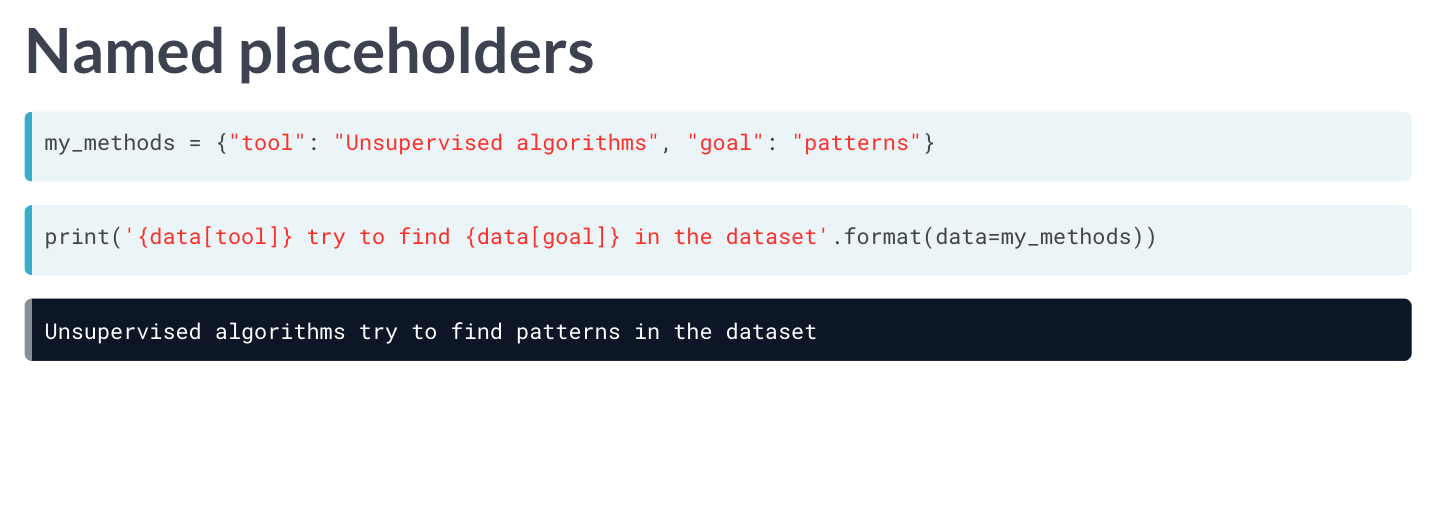 Named placeholders
my_methods = {"tool": "Unsupervised algorithms", "goal": "patterns"}
print('{data[tool]} try to find {data[goal]} in the dataset'.format(data=my_methods))
Unsupervised algorithms try to find patterns in the dataset